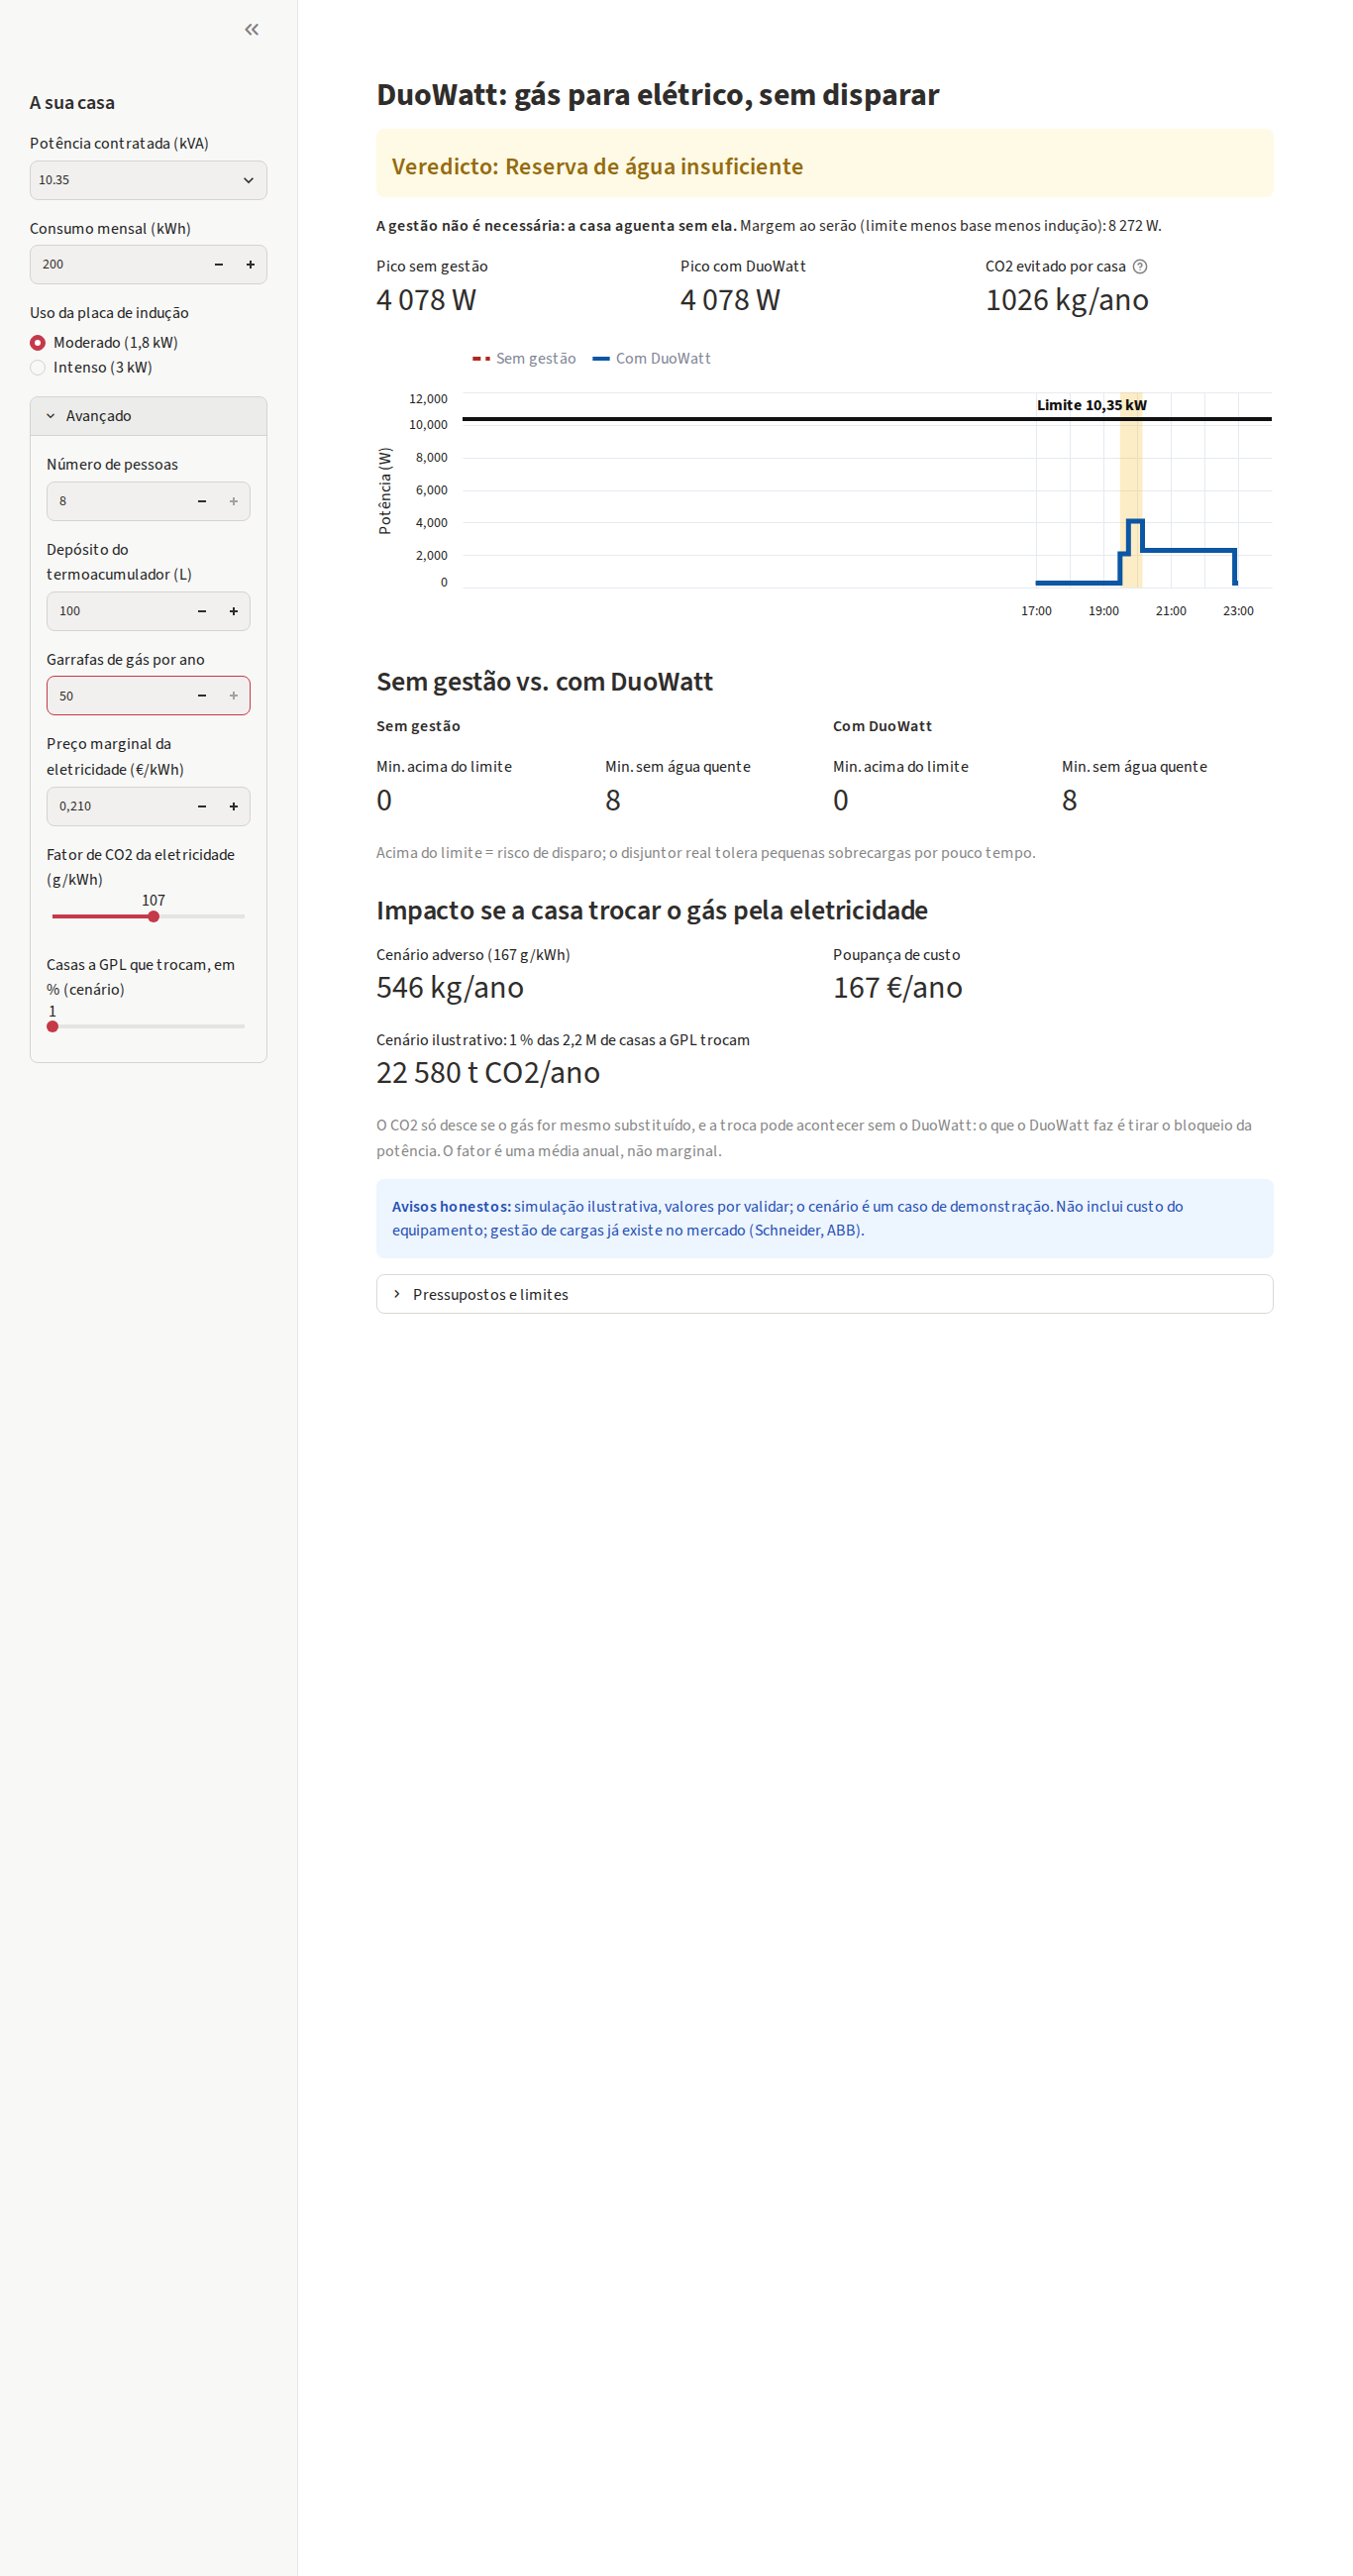 A sua casa
Potência contratada (kVA)
10.35
Consumo mensal (kWh)
200
Uso da placa de indução
Moderado (1,8 kW)
Intenso (3 kW)
Avançado
Número de pessoas
8
Depósito do
termoacumulador (L)
100
Garrafas de gás por ano
50
Preço marginal da
eletricidade (€/kWh)
0,210
Fator de CO2 da eletricidade
(g/kWh)
107
Casas a GPL que trocam, em
% (cenário)
1
DuoWatt: gás para elétrico, sem disparar
Veredicto: Reserva de água insuficiente
A gestão não é necessária: a casa aguenta sem ela. Margem ao serão (limite menos base menos indução): 8 272 W.
Pico sem gestão
4 078 W
Pico com DuoWatt
4 078 W
CO2 evitado por casa
1026 kg/ano
Sem gestão Com DuoWatt
Potência (W)
12,000
10,000
8,000
6,000
4,000
2,000
0
Limite 10,35 kW
17:00 19:00 21:00 23:00
Sem gestão vs. com DuoWatt
Sem gestão
Min. acima do limite
0
Min. sem água quente
8
Com DuoWatt
Min. acima do limite
0
Min. sem água quente
8
Acima do limite = risco de disparo; o disjuntor real tolera pequenas sobrecargas por pouco tempo.
Impacto se a casa trocar o gás pela eletricidade
Cenário adverso (167 g/kWh)
546 kg/ano
Poupança de custo
167 €/ano
Cenário ilustrativo: 1 % das 2,2 M de casas a GPL trocam
22 580 t CO2/ano
O CO2 só desce se o gás for mesmo substituído, e a troca pode acontecer sem o DuoWatt: o que o DuoWatt faz é tirar o bloqueio da
potência. O fator é uma média anual, não marginal.
Avisos honestos: simulação ilustrativa, valores por validar; o cenário é um caso de demonstração. Não inclui custo do
equipamento; gestão de cargas já existe no mercado (Schneider, ABB).
Pressupostos e limites